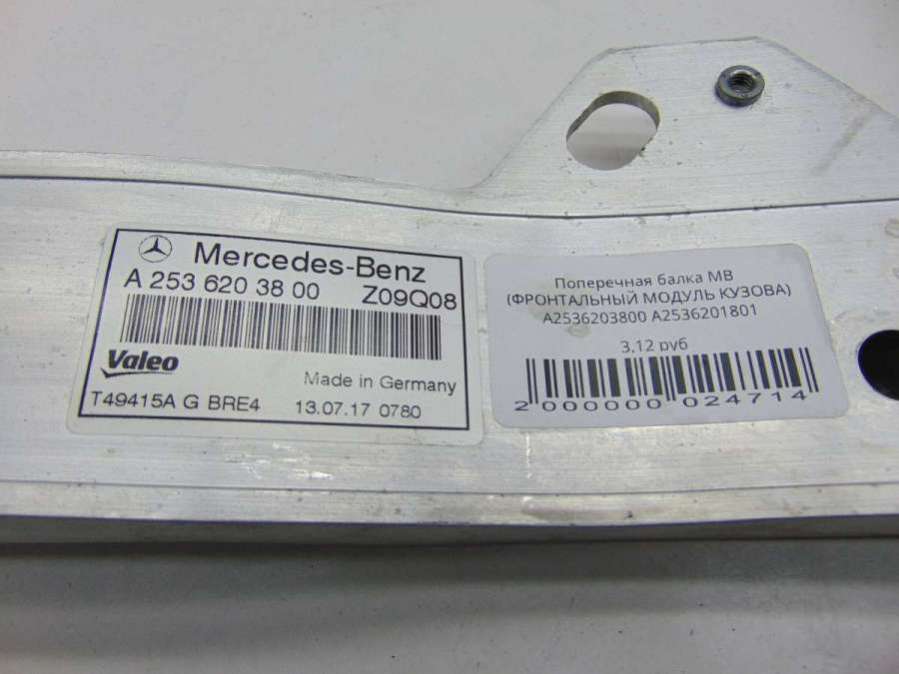 Mercedes-Benz
A 253 620 38 00 Z09Q08
Valeo
Made in Germany
T49415A G BRE4 13.07.17 0780
Поперечная балка MB
(ФРОНТАЛЬНЫЙ МОДУЛЬ КУЗОВА)
A2536203800 A2536201801
3,12 руб
2 000000 024714